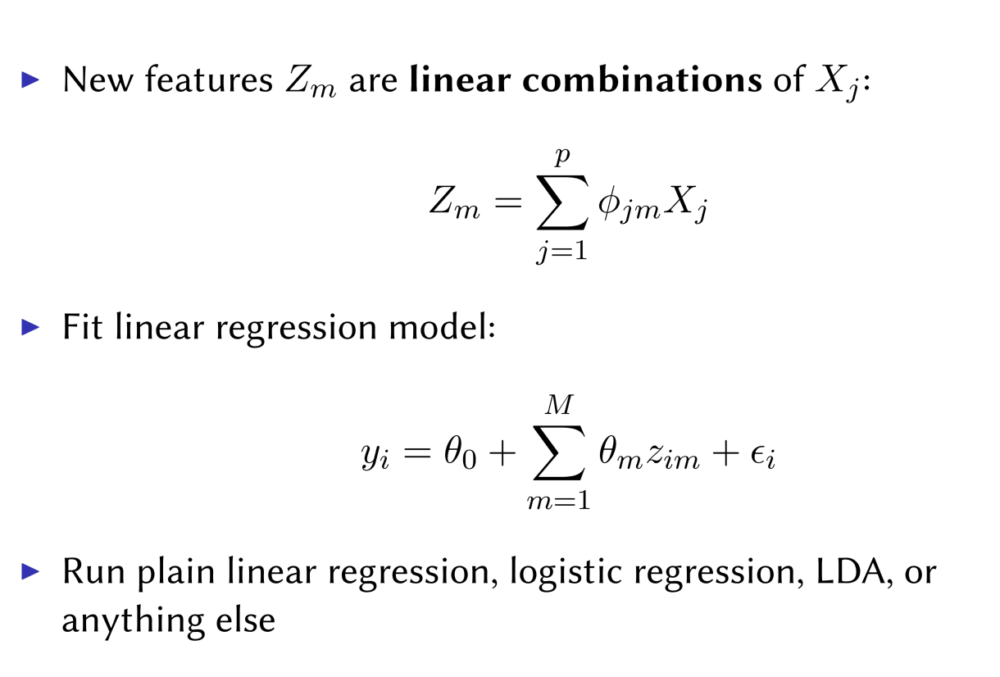 ▶ New features Z_m are linear combinations of X_j:
Z_m = \sum_{j=1}^{p} \phi_{jm} X_j
▶ Fit linear regression model:
y_i = \theta_0 + \sum_{m=1}^{M} \theta_m z_{im} + \epsilon_i
▶ Run plain linear regression, logistic regression, LDA, or
anything else